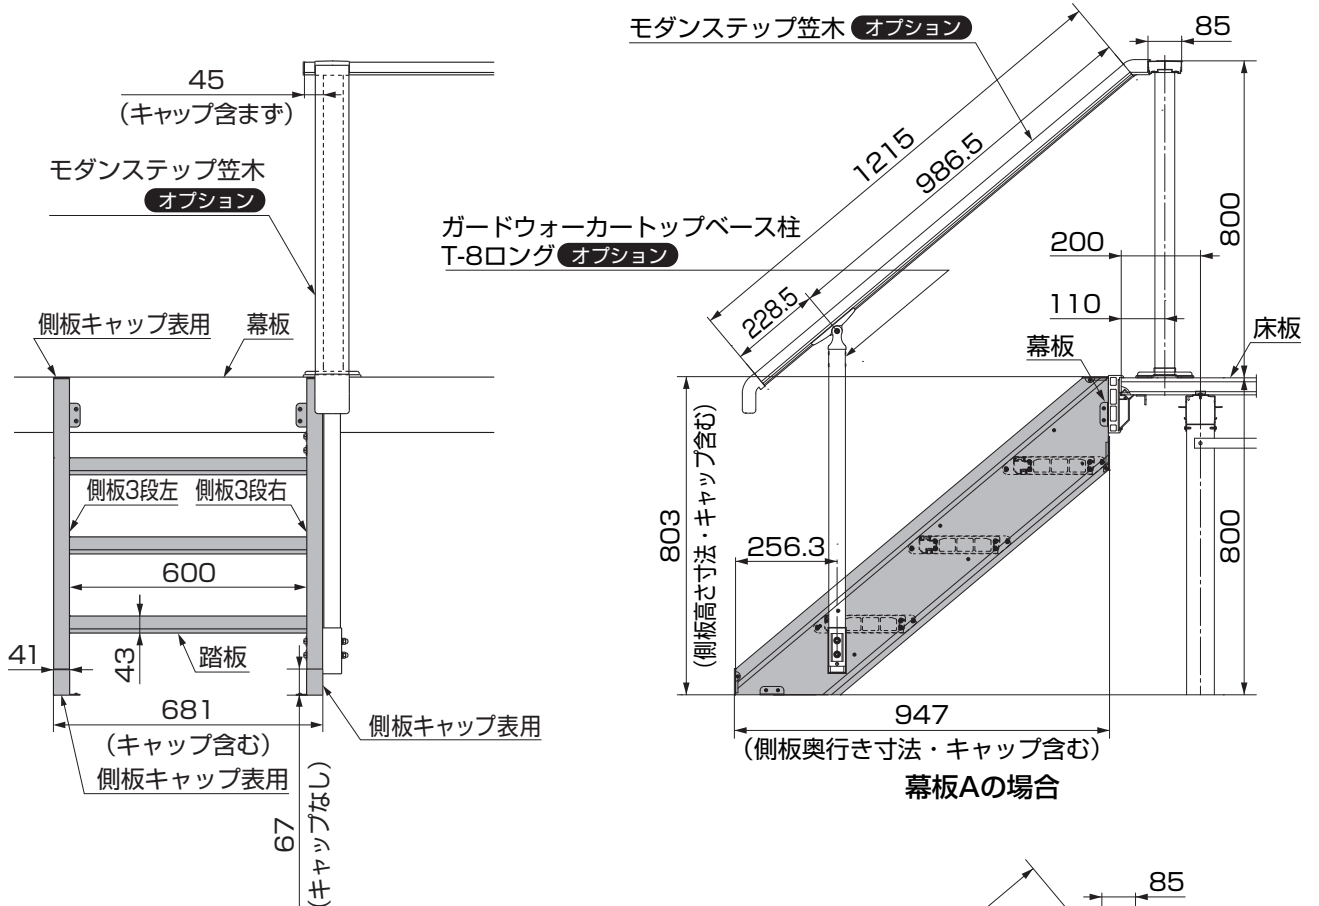 45
（キャップ含まず）
モダンステップ笠木
オプション
側板キャップ表用
幕板
側板3段左
側板3段右
600
41
43
踏板
681
（キャップ含む）
側板キャップ表用
側板キャップ表用
67
（キャップなし）
モダンステップ笠木 オプション
85
1215
986.5
228.5
ガードウォーカートップベース柱
T-8ロング オプション
800
200
110
床板
幕板
803
（側板高さ寸法・キャップ含む）
256.3
800
947
（側板奥行き寸法・キャップ含む）
幕板Aの場合
85